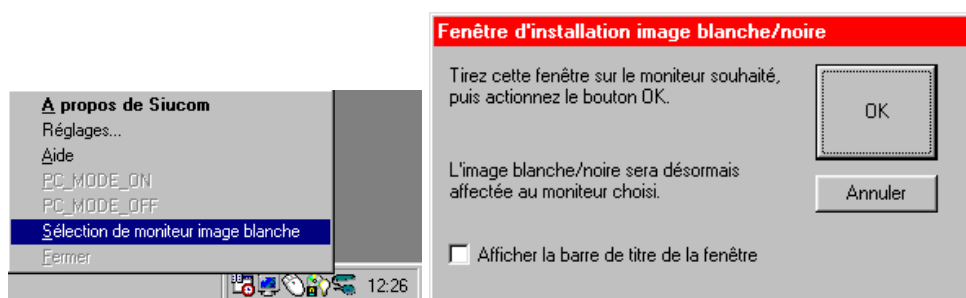 A propos de Siucom
Réglages...
Aide
PC_MODE_ON
PC_MODE_OFF
Sélection de moniteur image blanche
Fermer
12:26
Fenêtre d'installation image blanche/noire
Tirez cette fenêtre sur le moniteur souhaité,
puis actionnez le bouton OK.
OK
L'image blanche/noire sera désormais
affectée au moniteur choisi.
Annuler
Afficher la barre de titre de la fenêtre